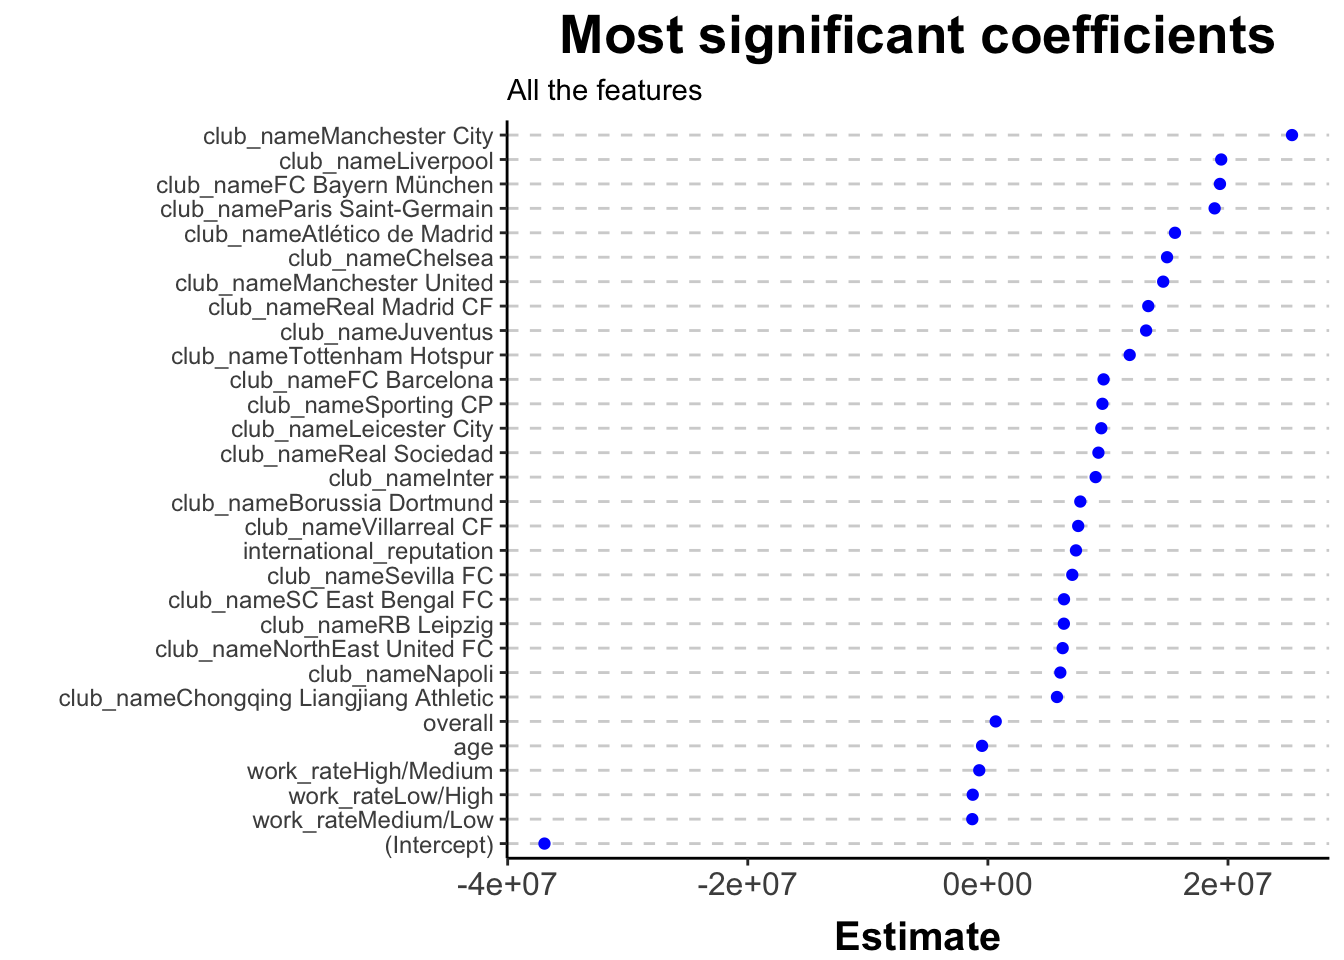 Most significant coefficients
All the features
club_nameManchester City
club_nameLiverpool
club_nameFC Bayern München
club_nameParis Saint-Germain
club_nameAtlético de Madrid
club_nameChelsea
club_nameManchester United
club_nameReal Madrid CF
club_nameJuventus
club_nameTottenham Hotspur
club_nameFC Barcelona
club_nameSporting CP
club_nameLeicester City
club_nameReal Sociedad
club_nameInter
club_nameBorussia Dortmund
club_nameVillarreal CF
international_reputation
club_nameSevilla FC
club_nameSC East Bengal FC
club_nameRB Leipzig
club_nameNorthEast United FC
club_nameNapoli
club_nameChongqing Liangjiang Athletic
overall
age
work_rateHigh/Medium
work_rateLow/High
work_rateMedium/Low
(Intercept)
-4e+07 -2e+07 0e+00 2e+07
Estimate